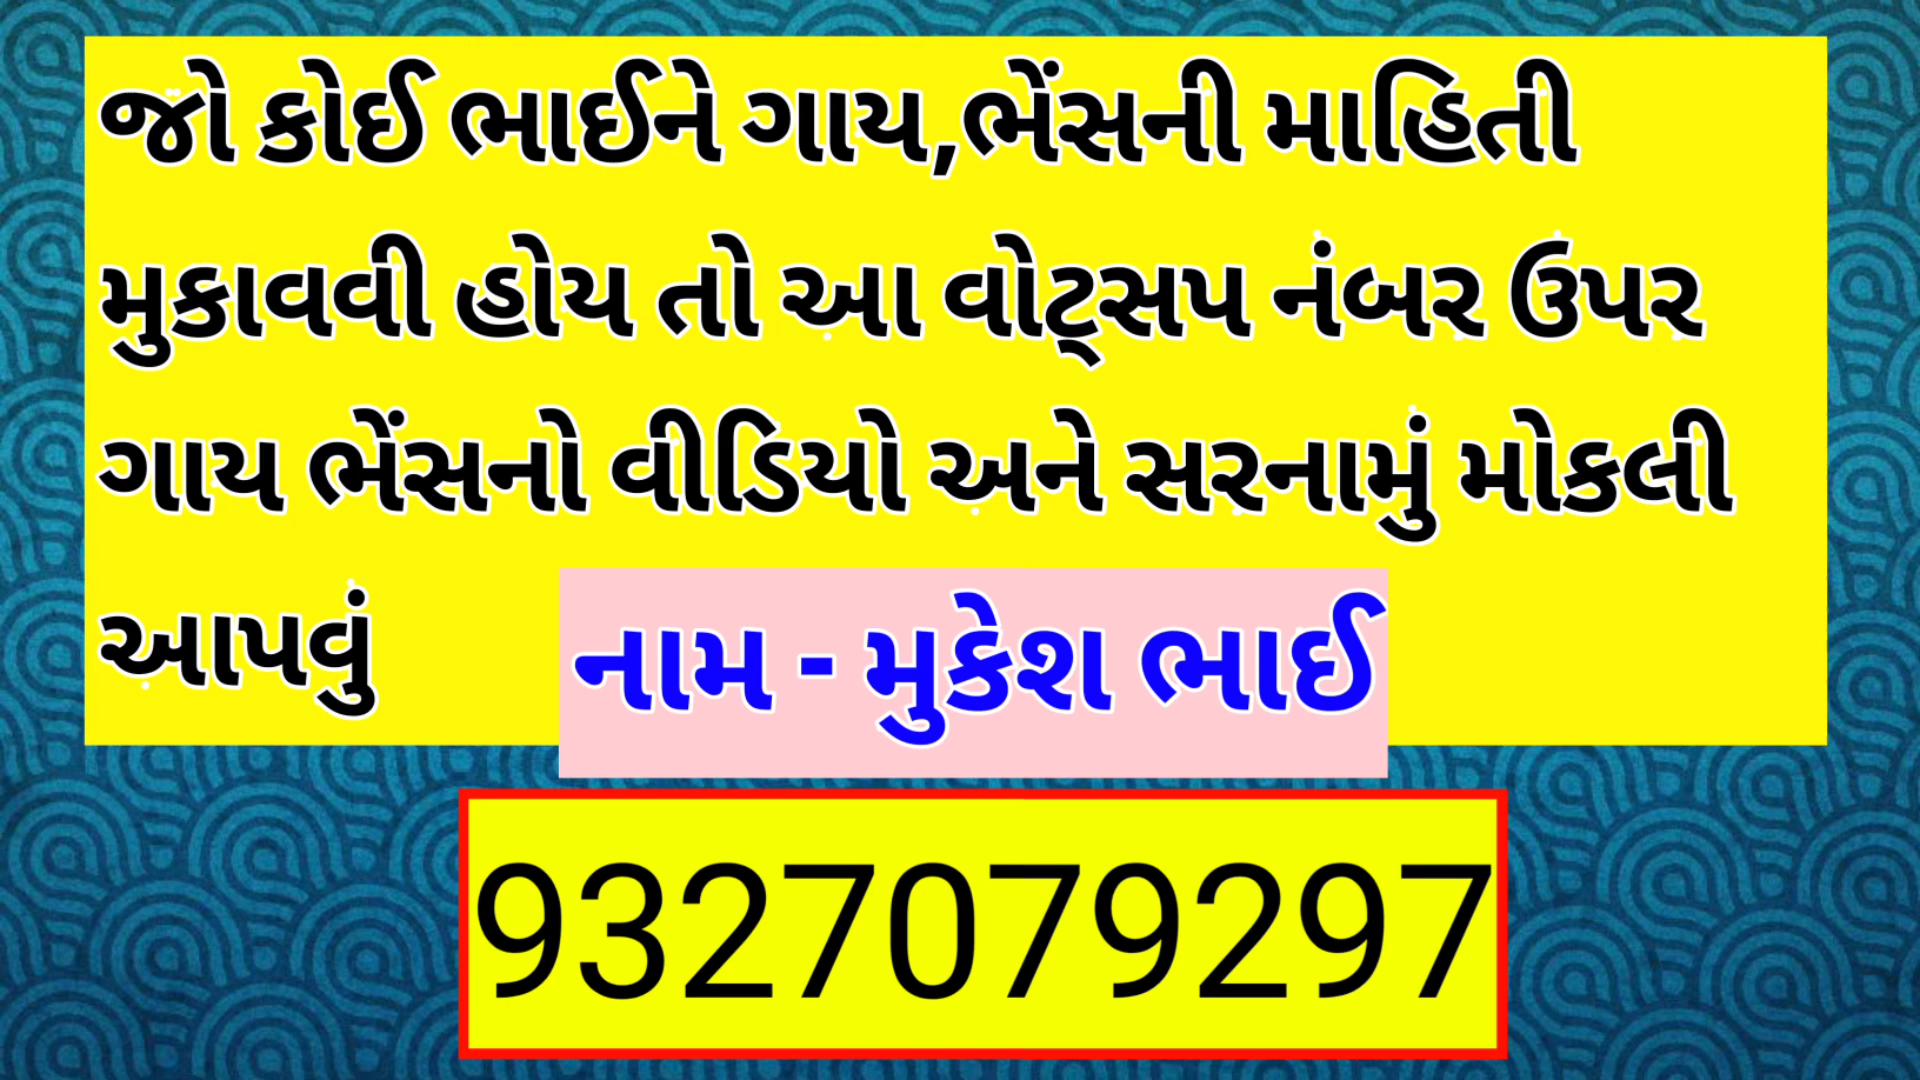 જો કોઈ ભાઈને ગાય,ભેંસની માહિતી
મુકાવવી હોય તો આ વોટ્સપ નંબર ઉપર
ગાય ભેંસનો વીડિયો અને સરનામું મોકલી
આપવું
નામ - મુકેશ ભાઈ
9327079297